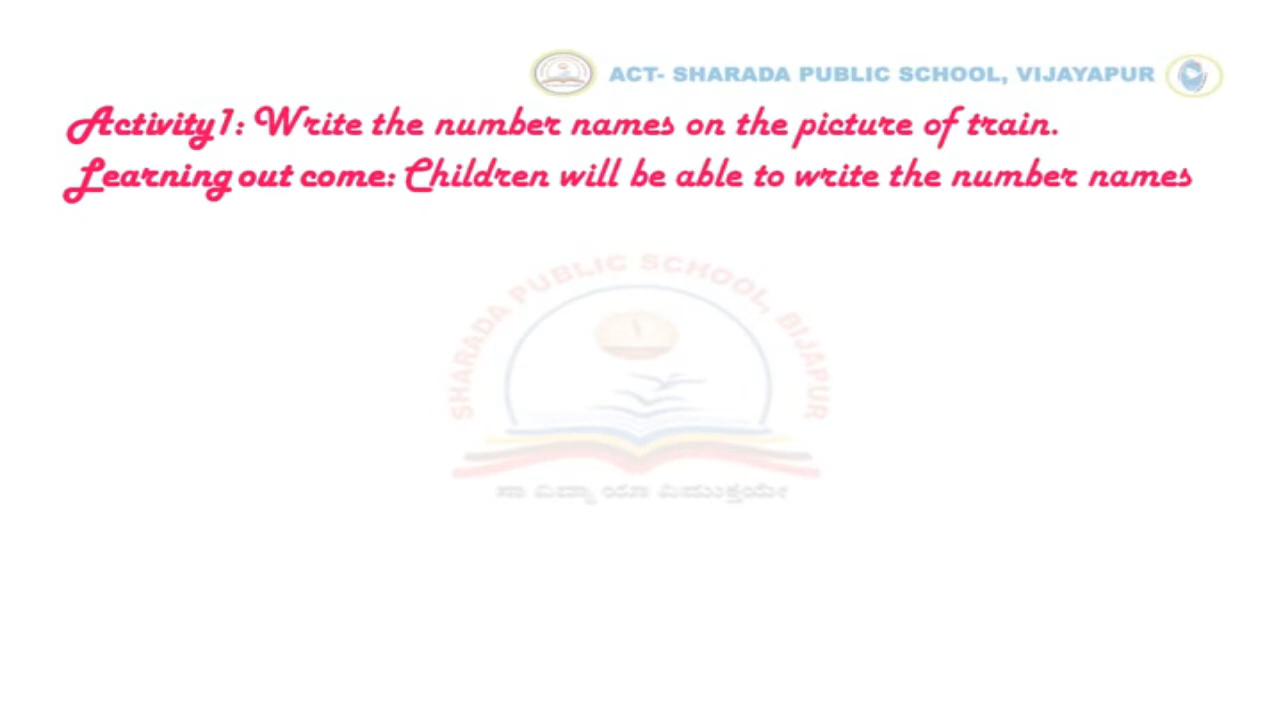 ACT- SHARADA PUBLIC SCHOOL, VIJAYAPUR
Activity1: Write the number names on the picture of train.
Learning out come: Children will be able to write the number names
SHARADA PUBLIC SCHOOL, BIJAPUR
ಸಾ ವಿದ್ಯಾ ಯಾ ವಿಮುಕ್ತಯೇ